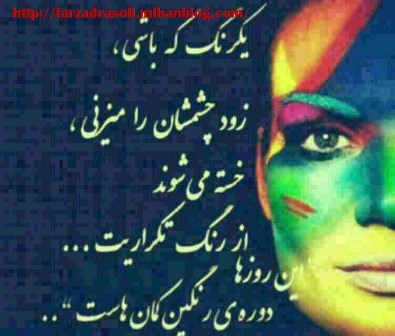 http://farzadrasoli.mihanblog.com/
یکرنگ که باشی،
زود چشمشان را میزنی،
خسته می شوند
از رنگ تکراریت ...
این روزها
دوره ی رنگین کمان هاست “..